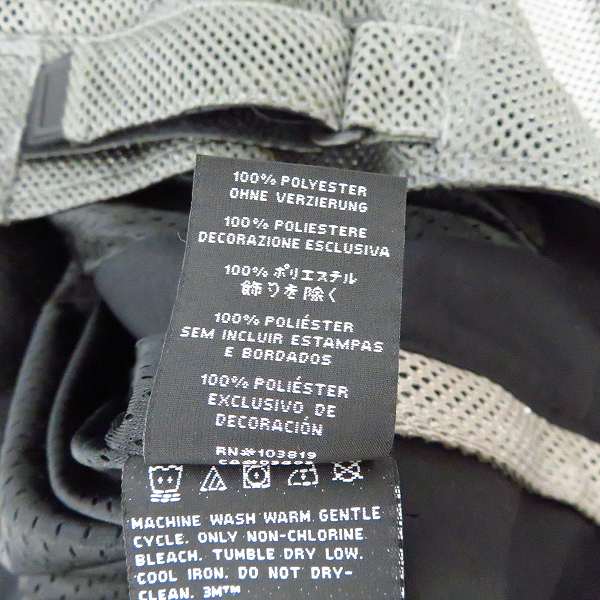 100% POLYESTER
OHNE VERZIERUNG
100% POLIESTERE
DECORAZIONE ESCLUSIVA
100% ポリエステル
飾りを除く
100% POLIÉSTER
SEM INCLUIR ESTAMPAS
E BORDADOS
100% POLIÉSTER
EXCLUSIVO DE
DECORACIÓN
RN#103819
MACHINE WASH WARM. GENTLE
CYCLE. ONLY NON-CHLORINE
BLEACH. TUMBLE DRY LOW.
COOL IRON. DO NOT DRY-
CLEAN. 3M™